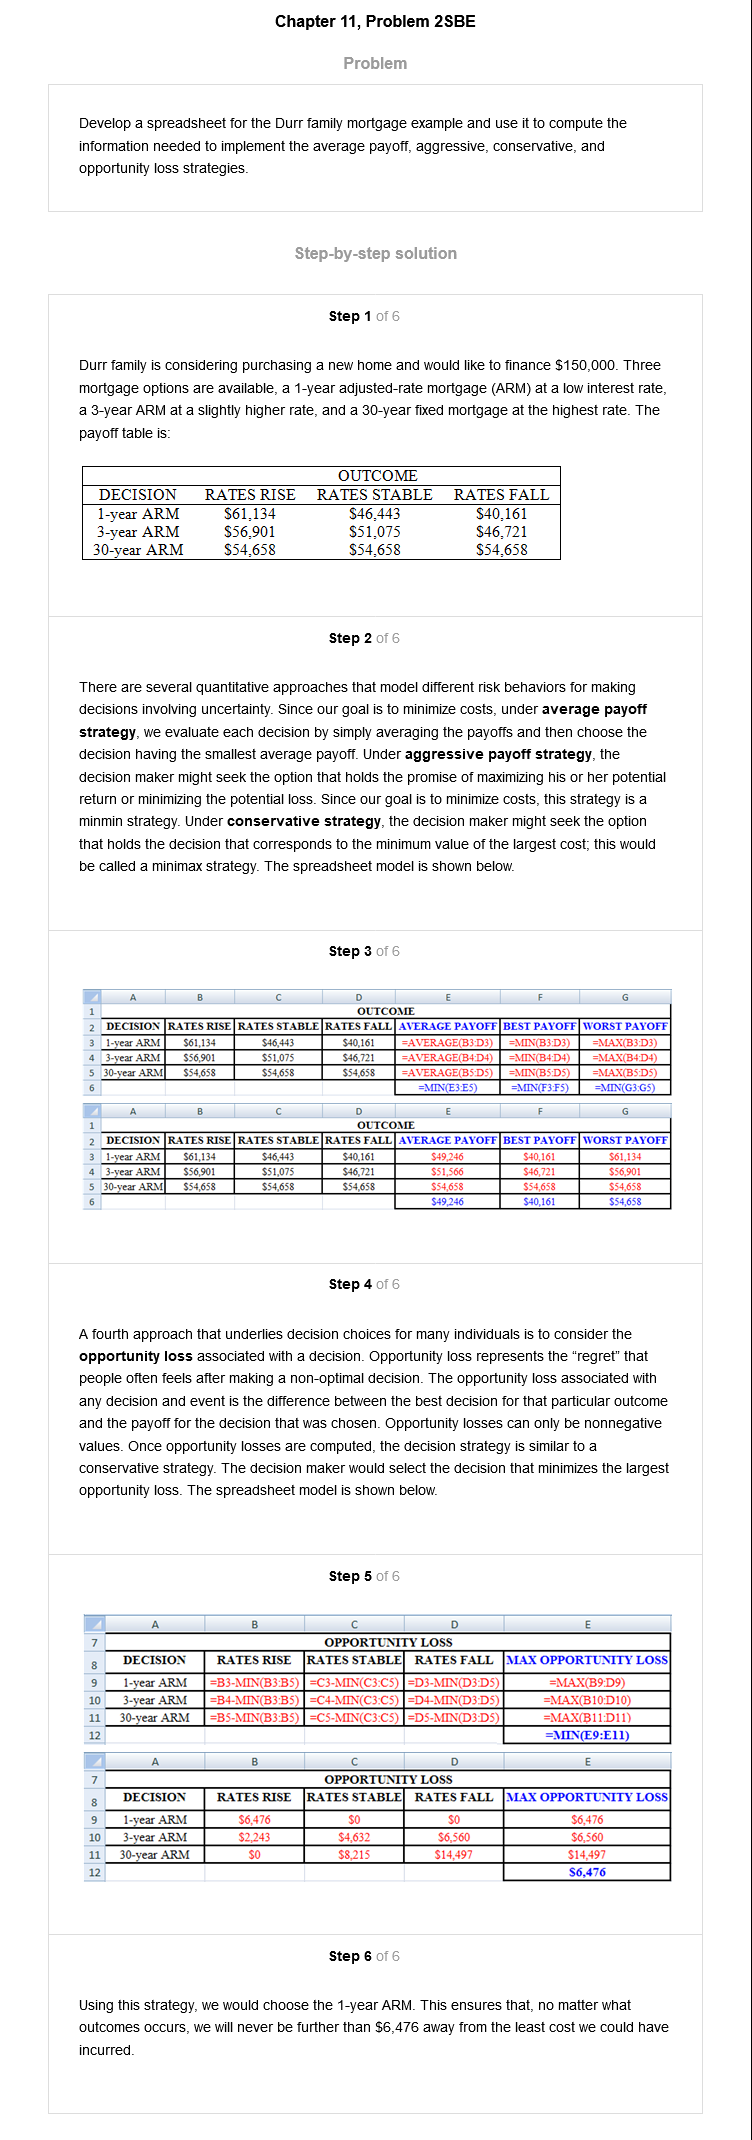 Chapter 11, Problem 2SBE
Problem
Develop a spreadsheet for the Durr family mortgage example and use it to compute the
information needed to implement the average payoff, aggressive, conservative, and
opportunity loss strategies.
Step-by-step solution
Step 1 of 6
Durr family is considering purchasing a new home and would like to finance $150,000. Three
mortgage options are available, a 1-year adjusted-rate mortgage (ARM) at a low interest rate,
a 3-year ARM at a slightly higher rate, and a 30-year fixed mortgage at the highest rate. The
payoff table is:
OUTCOME
DECISION RATES RISE RATES STABLE RATES FALL
1-year ARM $61,134 $46,443 $40,161
3-year ARM $56,901 $51,075 $46,721
30-year ARM $54,658 $54,658 $54,658
Step 2 of 6
There are several quantitative approaches that model different risk behaviors for making
decisions involving uncertainty. Since our goal is to minimize costs, under average payoff
strategy, we evaluate each decision by simply averaging the payoffs and then choose the
decision having the smallest average payoff. Under aggressive payoff strategy, the
decision maker might seek the option that holds the promise of maximizing his or her potential
return or minimizing the potential loss. Since our goal is to minimize costs, this strategy is a
minmin strategy. Under conservative strategy, the decision maker might seek the option
that holds the decision that corresponds to the minimum value of the largest cost; this would
be called a minimax strategy. The spreadsheet model is shown below.
Step 3 of 6
A B C D E F G
1 OUTCOME
2 DECISION RATES RISE RATES STABLE RATES FALL AVERAGE PAYOFF BEST PAYOFF WORST PAYOFF
3 1-year ARM $61,134 $46,443 $40,161 =AVERAGE(B3:D3) =MIN(B3:D3) =MAX(B3:D3)
4 3-year ARM $56,901 $51,075 $46,721 =AVERAGE(B4:D4) =MIN(B4:D4) =MAX(B4:D4)
5 30-year ARM $54,658 $54,658 $54,658 =AVERAGE(B5:D5) =MIN(B5:D5) =MAX(B5:D5)
6 =MIN(E3:E5) =MIN(F3:F5) =MIN(G3:G5)
A B C D E F G
1 OUTCOME
2 DECISION RATES RISE RATES STABLE RATES FALL AVERAGE PAYOFF BEST PAYOFF WORST PAYOFF
3 1-year ARM $61,134 $46,443 $40,161 $49,246 $40,161 $61,134
4 3-year ARM $56,901 $51,075 $46,721 $51,566 $46,721 $56,901
5 30-year ARM $54,658 $54,658 $54,658 $54,658 $54,658 $54,658
6 $49,246 $40,161 $54,658
Step 4 of 6
A fourth approach that underlies decision choices for many individuals is to consider the
opportunity loss associated with a decision. Opportunity loss represents the “regret” that
people often feels after making a non-optimal decision. The opportunity loss associated with
any decision and event is the difference between the best decision for that particular outcome
and the payoff for the decision that was chosen. Opportunity losses can only be nonnegative
values. Once opportunity losses are computed, the decision strategy is similar to a
conservative strategy. The decision maker would select the decision that minimizes the largest
opportunity loss. The spreadsheet model is shown below.
Step 5 of 6
A B C D E
7 OPPORTUNITY LOSS
8 DECISION RATES RISE RATES STABLE RATES FALL MAX OPPORTUNITY LOSS
9 1-year ARM =B3-MIN(B3:B5) =C3-MIN(C3:C5) =D3-MIN(D3:D5) =MAX(B9:D9)
10 3-year ARM =B4-MIN(B3:B5) =C4-MIN(C3:C5) =D4-MIN(D3:D5) =MAX(B10:D10)
11 30-year ARM =B5-MIN(B3:B5) =C5-MIN(C3:C5) =D5-MIN(D3:D5) =MAX(B11:D11)
12 =MIN(E9:E11)
A B C D E
7 OPPORTUNITY LOSS
8 DECISION RATES RISE RATES STABLE RATES FALL MAX OPPORTUNITY LOSS
9 1-year ARM $6,476 $0 $0 $6,476
10 3-year ARM $2,243 $4,632 $6,560 $6,560
11 30-year ARM $0 $8,215 $14,497 $14,497
12 $6,476
Step 6 of 6
Using this strategy, we would choose the 1-year ARM. This ensures that, no matter what
outcomes occurs, we will never be further than $6,476 away from the least cost we could have
incurred.